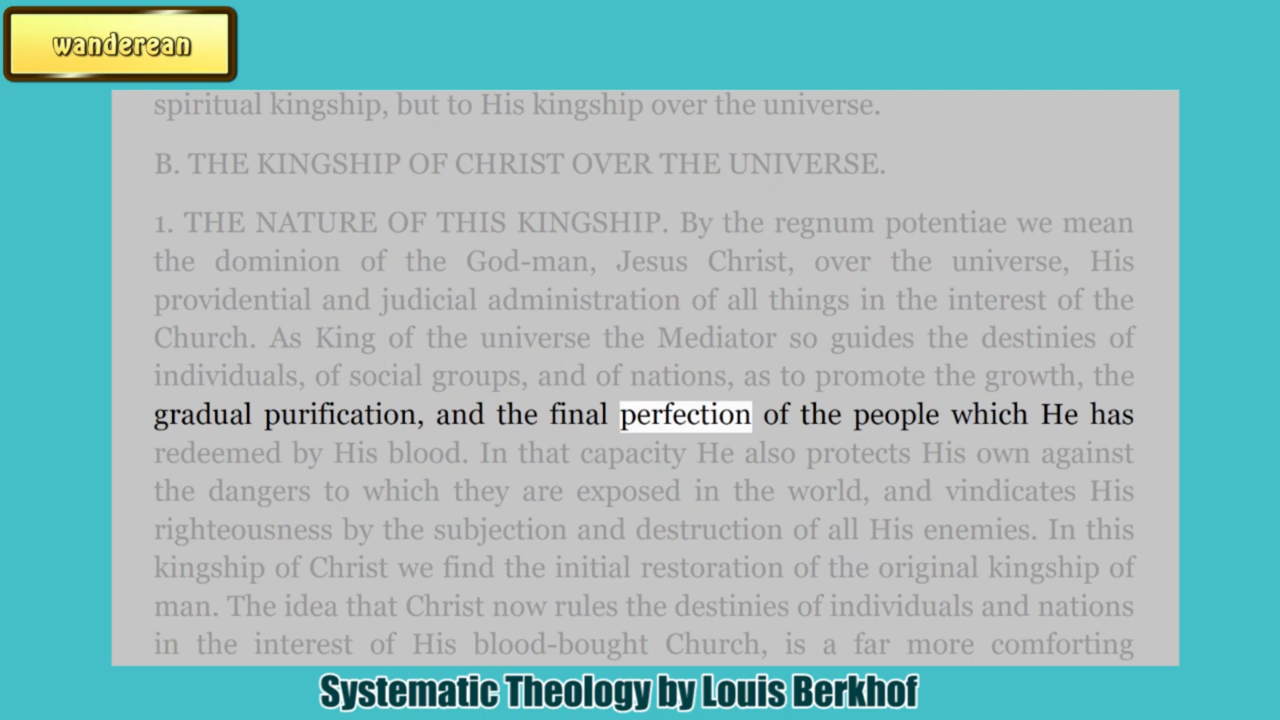 wanderean
spiritual kingship, but to His kingship over the universe.
B. THE KINGSHIP OF CHRIST OVER THE UNIVERSE.
1. THE NATURE OF THIS KINGSHIP. By the regnum potentiae we mean
the dominion of the God-man, Jesus Christ, over the universe, His
providential and judicial administration of all things in the interest of the
Church. As King of the universe the Mediator so guides the destinies of
individuals, of social groups, and of nations, as to promote the growth, the
gradual purification, and the final perfection of the people which He has
redeemed by His blood. In that capacity He also protects His own against
the dangers to which they are exposed in the world, and vindicates His
righteousness by the subjection and destruction of all His enemies. In this
kingship of Christ we find the initial restoration of the original kingship of
man. The idea that Christ now rules the destinies of individuals and nations
in the interest of His blood-bought Church, is a far more comforting
Systematic Theology by Louis Berkhof